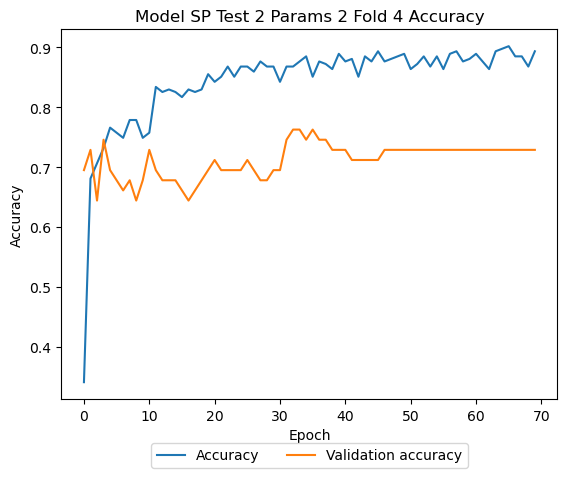 Model SP Test 2 Params 2 Fold 4 Accuracy
0.9
0.8
0.7
0.6
0.5
0.4
Accuracy
0 10 20 30 40 50 60 70
Epoch
Accuracy Validation accuracy